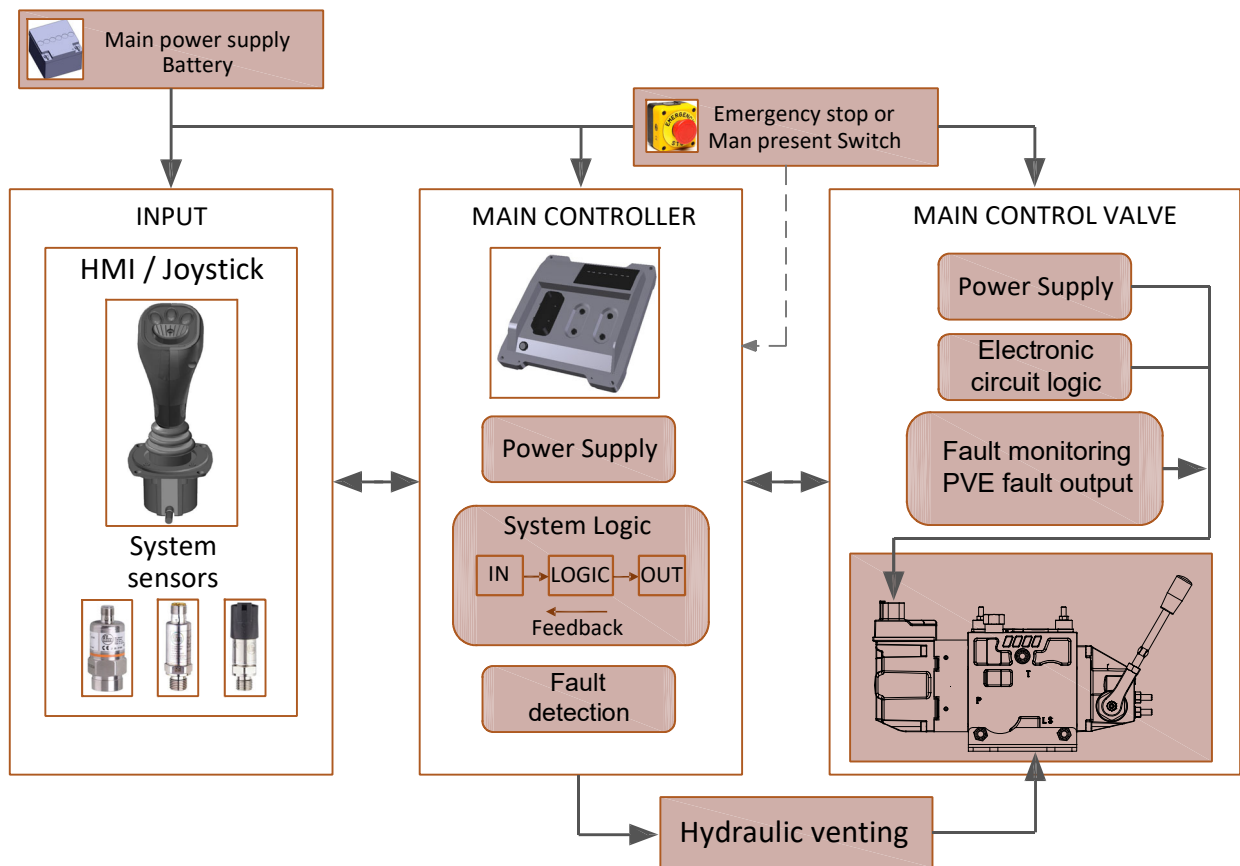 Main power supply
Battery
EMERGENCY
Emergency stop or
Man present Switch
INPUT
HMI / Joystick
System
sensors
MAIN CONTROLLER
Power Supply
System Logic
IN
LOGIC
OUT
Feedback
Fault
detection
MAIN CONTROL VALVE
Power Supply
Electronic
circuit logic
Fault monitoring
PVE fault output
T
P
LS
Hydraulic venting